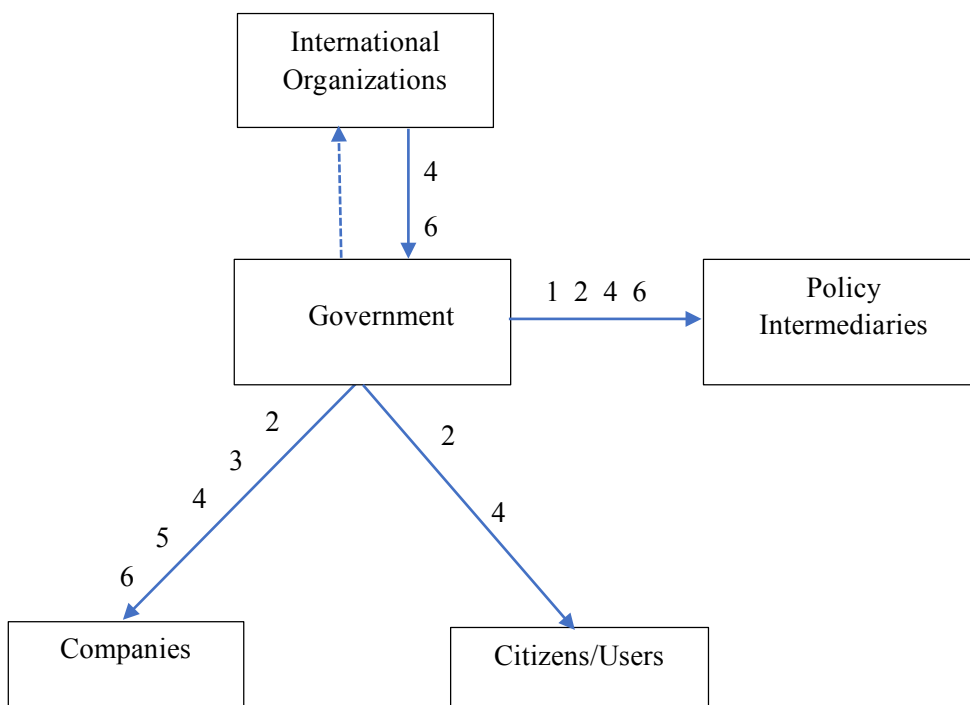 International
Organizations
4
6
Government
1 2 4 6
Policy
Intermediaries
2
3
4
5
6
2
4
Companies
Citizens/Users